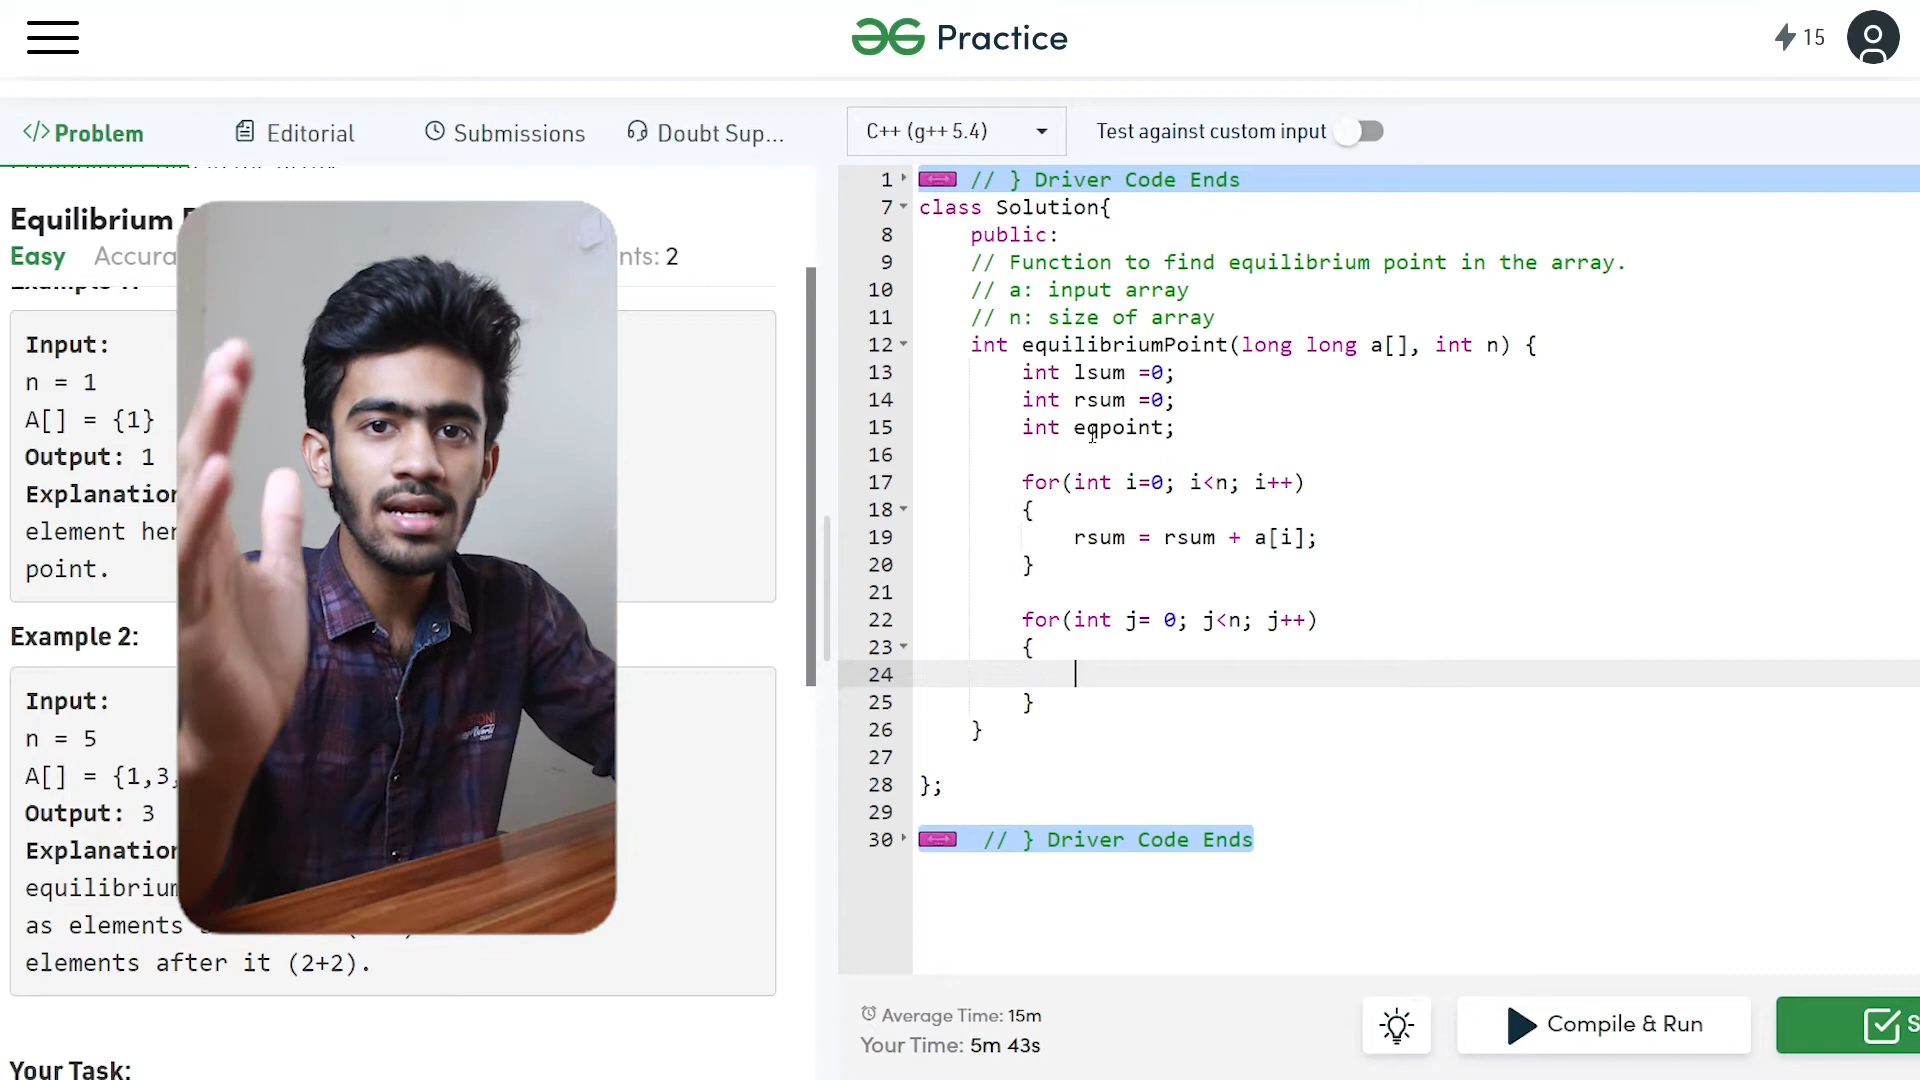 Practice
15
</> Problem
Editorial
Submissions
Doubt Sup...
C++ (g++ 5.4)
Test against custom input
Equilibrium
Easy
nts: 2
Input:
n = 1
A[] = {1}
Output: 1
Explanation
element her
point.
Example 2:
Input:
n = 5
A[] = {1,3,
Output: 3
Explanation
equilibrium
as elements
elements after it (2+2).
Your Task:
1 // } Driver Code Ends
7 class Solution{
8 public:
9 // Function to find equilibrium point in the array.
10 // a: input array
11 // n: size of array
12 int equilibriumPoint(long long a[], int n) {
13 int lsum =0;
14 int rsum =0;
15 int eqpoint;
16
17 for(int i=0; i<n; i++)
18 {
19 rsum = rsum + a[i];
20 }
21
22 for(int j= 0; j<n; j++)
23 {
24
25 }
26 }
27
28 };
29
30 // } Driver Code Ends
Average Time: 15m
Your Time: 5m 43s
Compile & Run
S